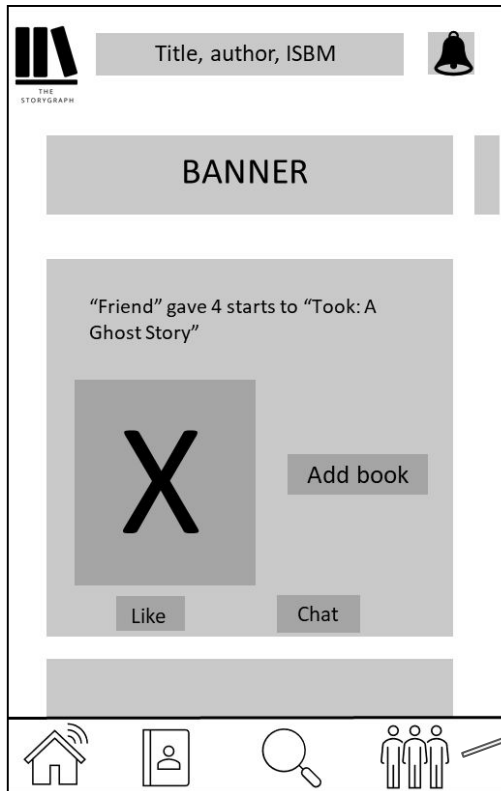 Title, author, ISBM
THE
STORYGRAPH
BANNER
“Friend” gave 4 starts to “Took: A
Ghost Story”
X
Add book
Like
Chat